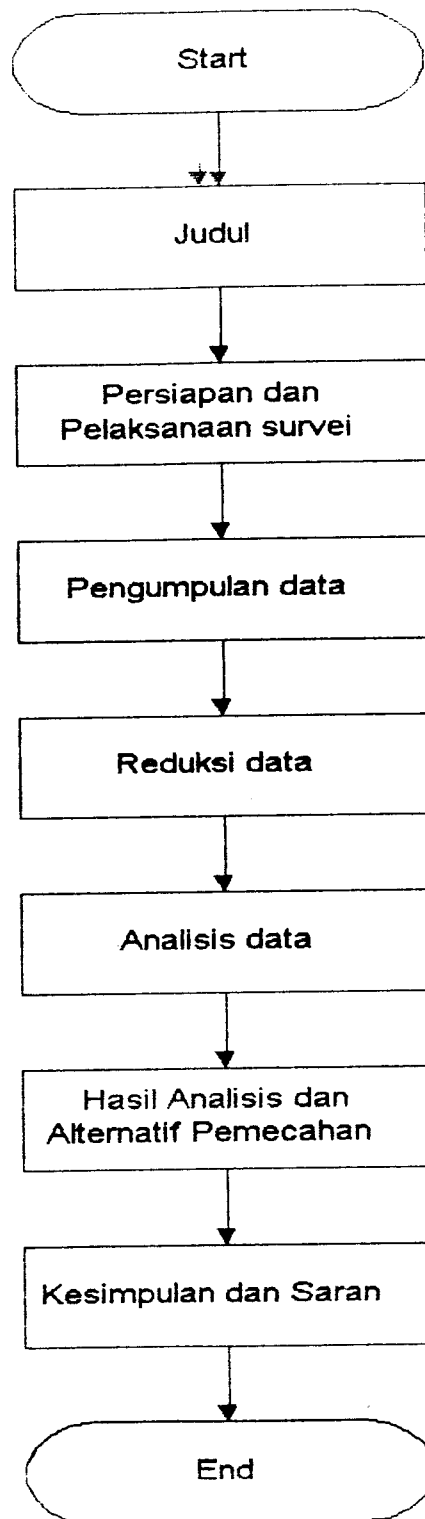 Start
Judul
Persiapan dan
Pelaksanaan survei
Pengumpulan data
Reduksi data
Analisis data
Hasil Analisis dan
Alternatif Pemecahan
Kesimpulan dan Saran
End